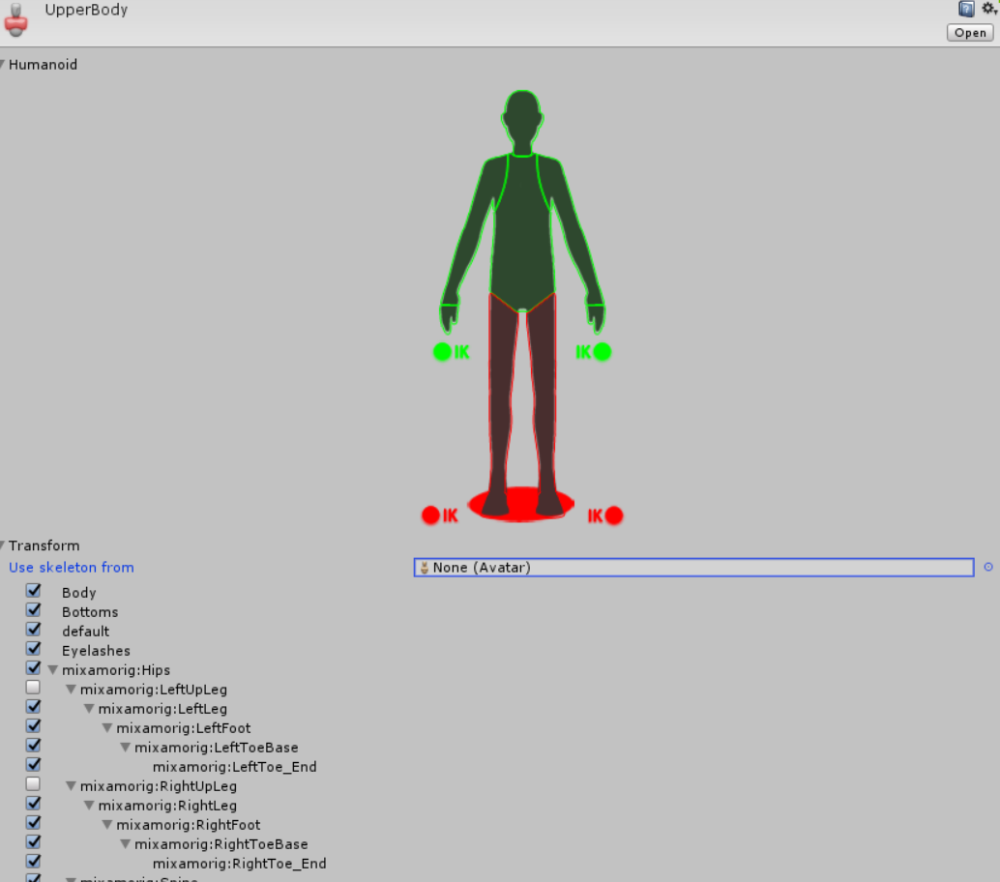 UpperBody
Open
Humanoid
IK IK
IK IK
Transform
Use skeleton from None (Avatar)
Body
Bottoms
default
Eyelashes
mixamorig:Hips
mixamorig:LeftUpLeg
mixamorig:LeftLeg
mixamorig:LeftFoot
mixamorig:LeftToeBase
mixamorig:LeftToe_End
mixamorig:RightUpLeg
mixamorig:RightLeg
mixamorig:RightFoot
mixamorig:RightToeBase
mixamorig:RightToe_End
mixamorig:Spine